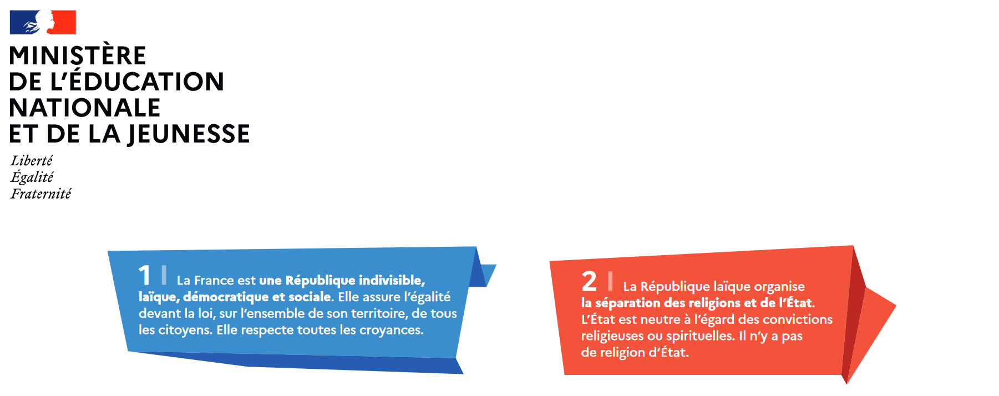 MINISTÈRE
DE L’ÉDUCATION
NATIONALE
ET DE LA JEUNESSE
Liberté
Égalité
Fraternité
1 | La France est une République indivisible,
laïque, démocratique et sociale. Elle assure l’égalité
devant la loi, sur l’ensemble de son territoire, de tous
les citoyens. Elle respecte toutes les croyances.
2 | La République laïque organise
la séparation des religions et de l’État.
L’État est neutre à l’égard des convictions
religieuses ou spirituelles. Il n’y a pas
de religion d’État.